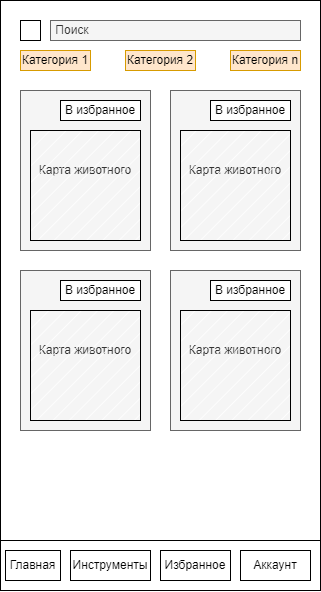 Поиск
Категория 1
Категория 2
Категория n
В избранное
В избранное
Карта животного
Карта животного
В избранное
В избранное
Карта животного
Карта животного
Главная
Инструменты
Избранное
Аккаунт